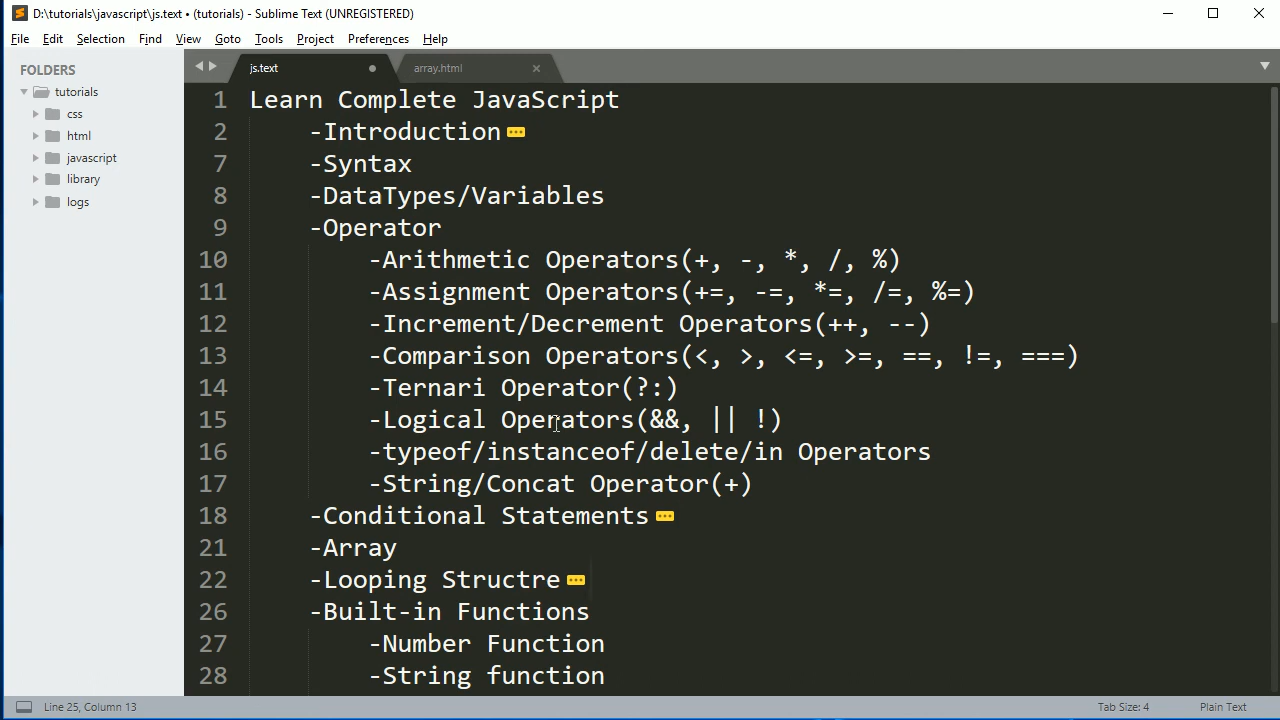 D:\tutorials\javascript\js.text • (tutorials) - Sublime Text (UNREGISTERED)
File Edit Selection Find View Goto Tools Project Preferences Help
FOLDERS
tutorials
css
html
javascript
library
logs
js.text array.html
1 Learn Complete JavaScript
2 -Introduction
7 -Syntax
8 -DataTypes/Variables
9 -Operator
10 -Arithmetic Operators(+, -, *, /, %)
11 -Assignment Operators(+=, -=, *=, /=, %=)
12 -Increment/Decrement Operators(++, --)
13 -Comparison Operators(<, >, <=, >=, ==, !=, ===)
14 -Ternari Operator(?:)
15 -Logical Operators(&&, || !)
16 -typeof/instanceof/delete/in Operators
17 -String/Concat Operator(+)
18 -Conditional Statements
21 -Array
22 -Looping Structre
26 -Built-in Functions
27 -Number Function
28 -String function
Line 25, Column 13 Tab Size: 4 Plain Text